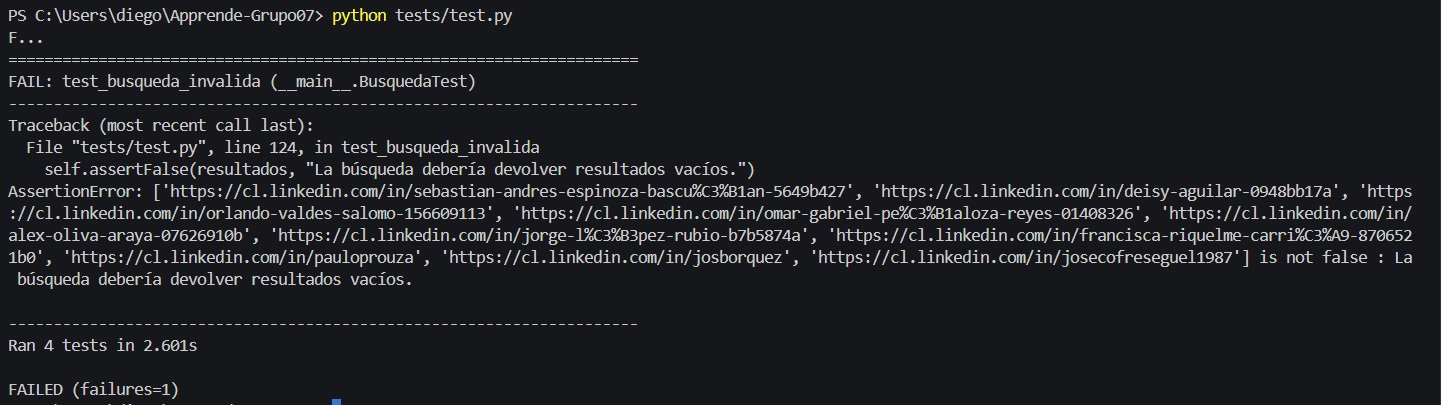 PS C:\Users\diego\Apprende-Grupo07> python tests/test.py
F...
======================================================================
FAIL: test_busqueda_invalida (__main__.BusquedaTest)
----------------------------------------------------------------------
Traceback (most recent call last):
  File "tests/test.py", line 124, in test_busqueda_invalida
    self.assertFalse(resultados, "La búsqueda debería devolver resultados vacíos.")
AssertionError: ['https://cl.linkedin.com/in/sebastian-andres-espinoza-bascu%C3%B1an-5649b427', 'https://cl.linkedin.com/in/deisy-aguilar-0948bb17a', 'https
://cl.linkedin.com/in/orlando-valdes-salomo-156609113', 'https://cl.linkedin.com/in/omar-gabriel-pe%C3%B1aloza-reyes-01408326', 'https://cl.linkedin.com/in/
alex-oliva-araya-07626910b', 'https://cl.linkedin.com/in/jorge-l%C3%B3pez-rubio-b7b5874a', 'https://cl.linkedin.com/in/francisca-riquelme-carri%C3%A9-870652
1b0', 'https://cl.linkedin.com/in/pauloprouza', 'https://cl.linkedin.com/in/josborquez', 'https://cl.linkedin.com/in/josecofreseguel1987'] is not false : La
 búsqueda debería devolver resultados vacíos.
----------------------------------------------------------------------
Ran 4 tests in 2.601s
FAILED (failures=1)